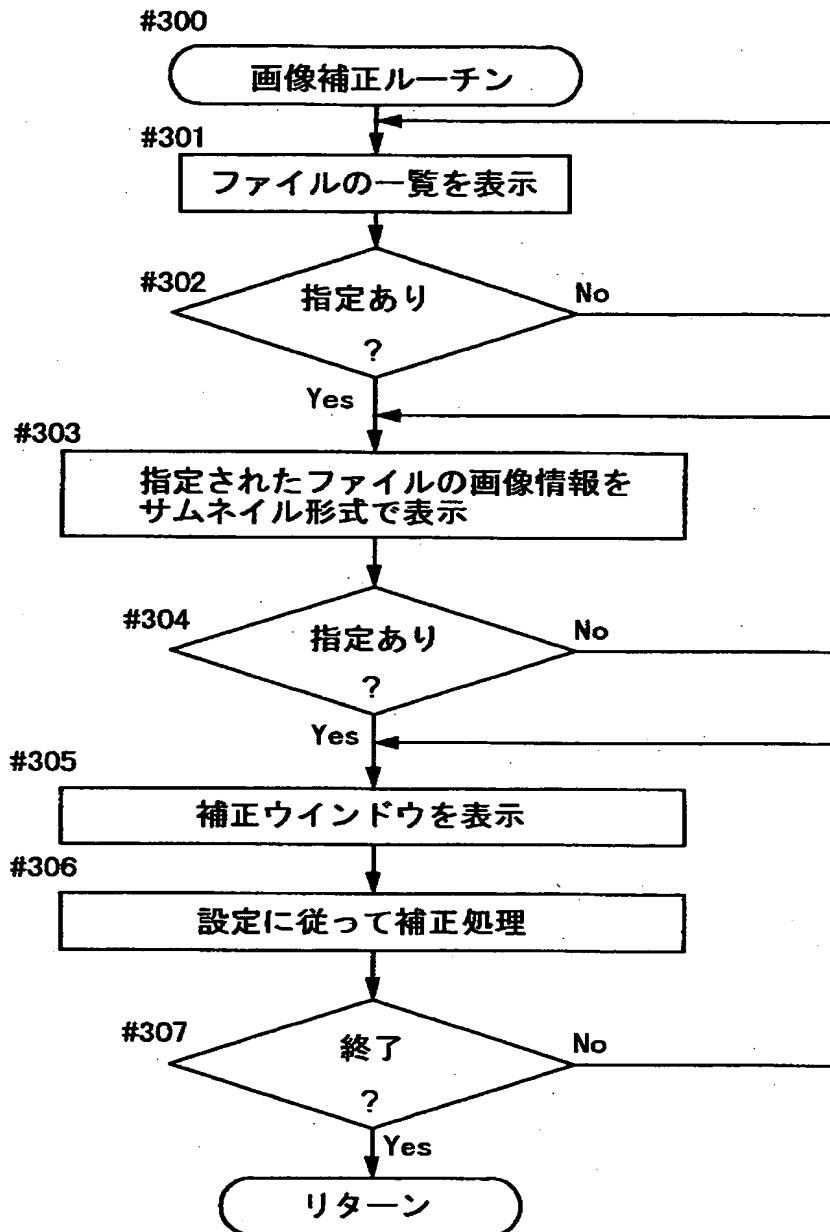 #300
画像補正ルーチン
#301
ファイルの一覧を表示
#302
指定あり
?
No
Yes
#303
指定されたファイルの画像情報を
サムネイル形式で表示
#304
指定あり
?
No
Yes
#305
補正ウインドウを表示
#306
設定に従って補正処理
#307
終了
?
No
Yes
リターン